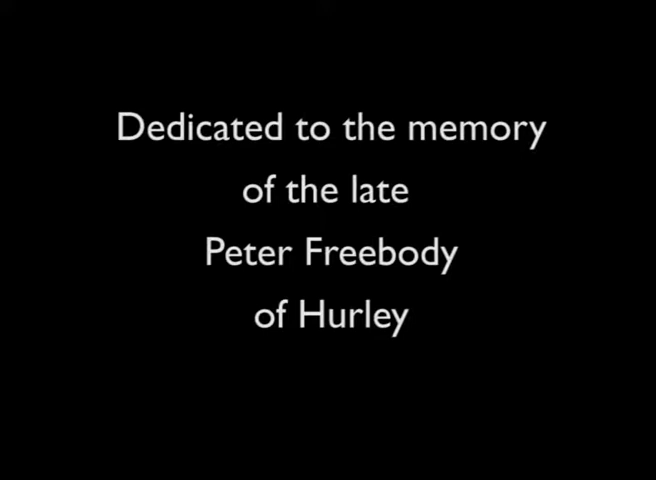 Dedicated to the memory
of the late
Peter Freebody
of Hurley